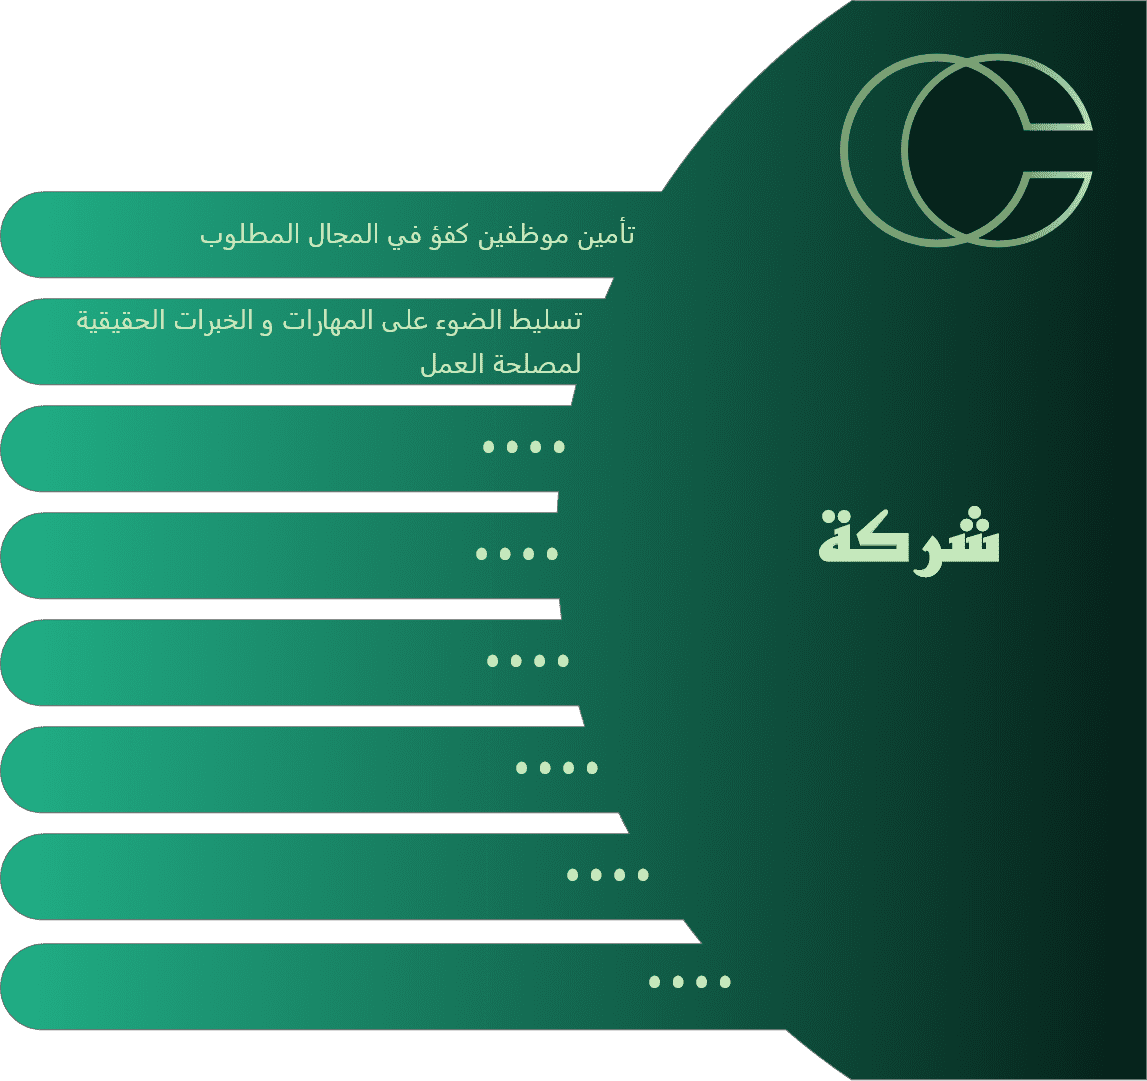 تأمين موظفين كفؤ في المجال المطلوب
تسليط الضوء على المهارات و الخبرات الحقيقية
لمصلحة العمل
• • • •
• • • •
شركة
• • • •
• • • •
• • • •
• • • •